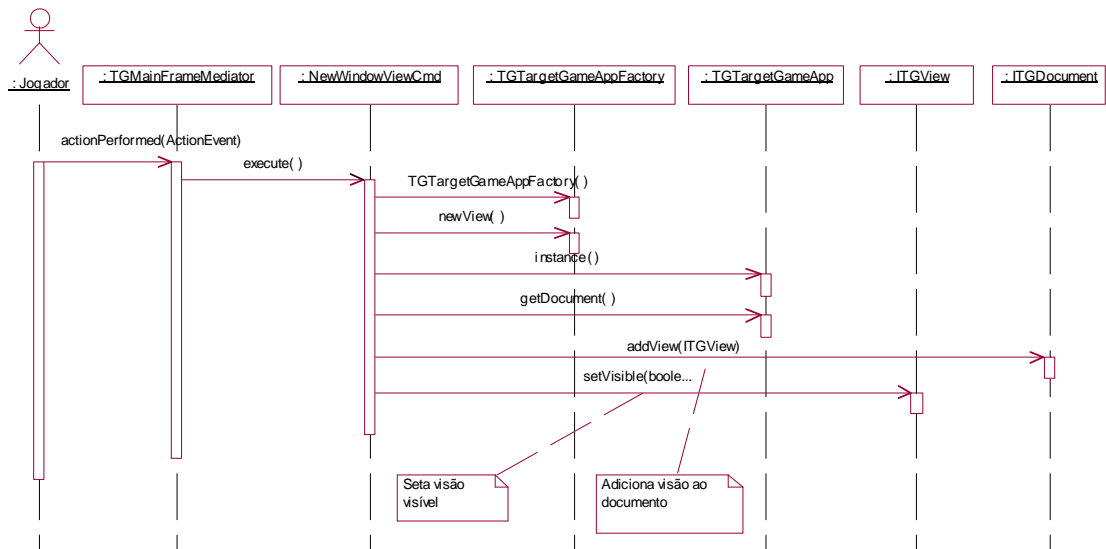 : Jogador
: TGMainFrameMediator
: NewWindowViewCmd
: TGTargetGameAppFactory
: TGTargetGameApp
: ITGView
: ITGDocument
actionPerformed(ActionEvent)
execute( )
TGTargetGameAppFactory( )
newView( )
instance( )
getDocument( )
addView(ITGView)
setVisible(boole...
Seta visão
visível
Adiciona visão ao
documento